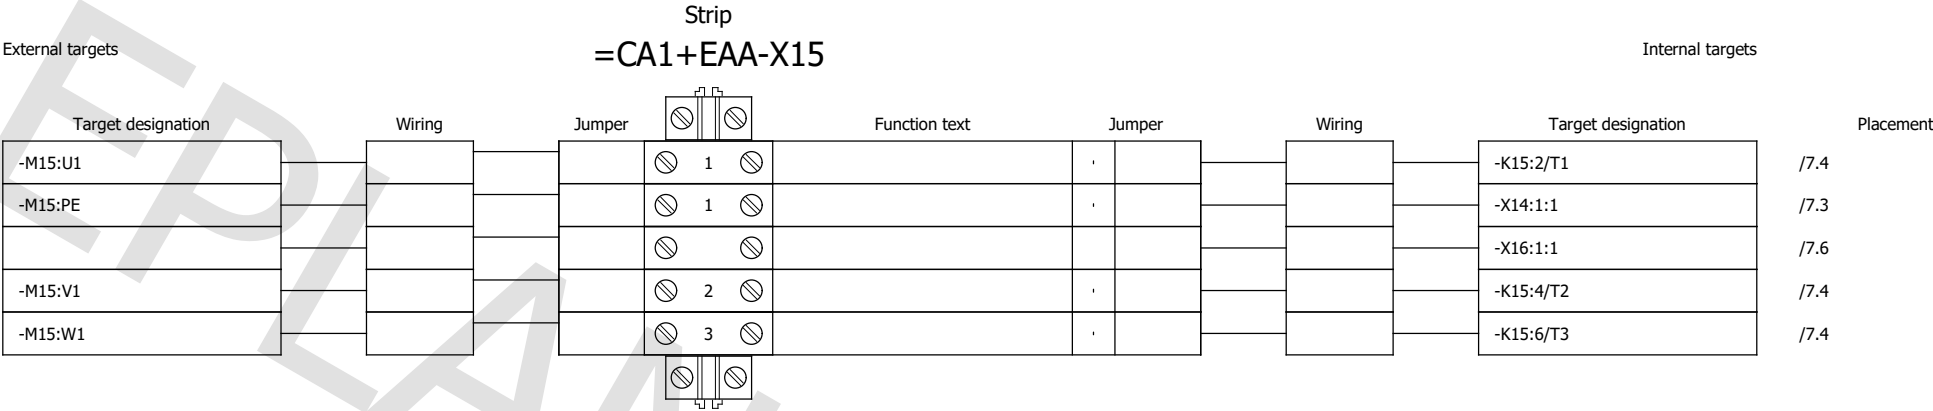 Strip
External targets =CA1+EAA-X15 Internal targets
Target designation Wiring Jumper Function text Jumper Wiring Target designation Placement
-M15:U1 1 -K15:2/T1 /7.4
-M15:PE 1 -X14:1:1 /7.3
-X16:1:1 /7.6
-M15:V1 2 -K15:4/T2 /7.4
-M15:W1 3 -K15:6/T3 /7.4
EPLAN